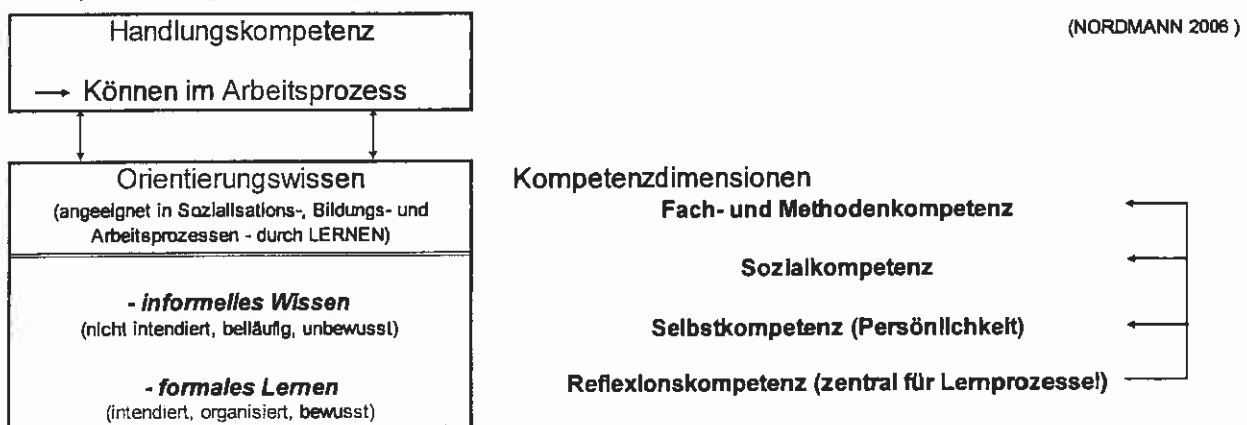 Handlungskompetenz
(NORDMANN 2006 )
→ Können im Arbeitsprozess
Orientierungswissen
(angeeignet in Sozialisations-, Bildungs- und
Arbeitsprozessen - durch LERNEN)
- informelles Wissen
(nicht intendiert, beiläufig, unbewusst)
- formales Lernen
(intendiert, organisiert, bewusst)
Kompetenzdimensionen
Fach- und Methodenkompetenz
Sozialkompetenz
Selbstkompetenz (Persönlichkeit)
Reflexionskompetenz (zentral für Lernprozesse!)